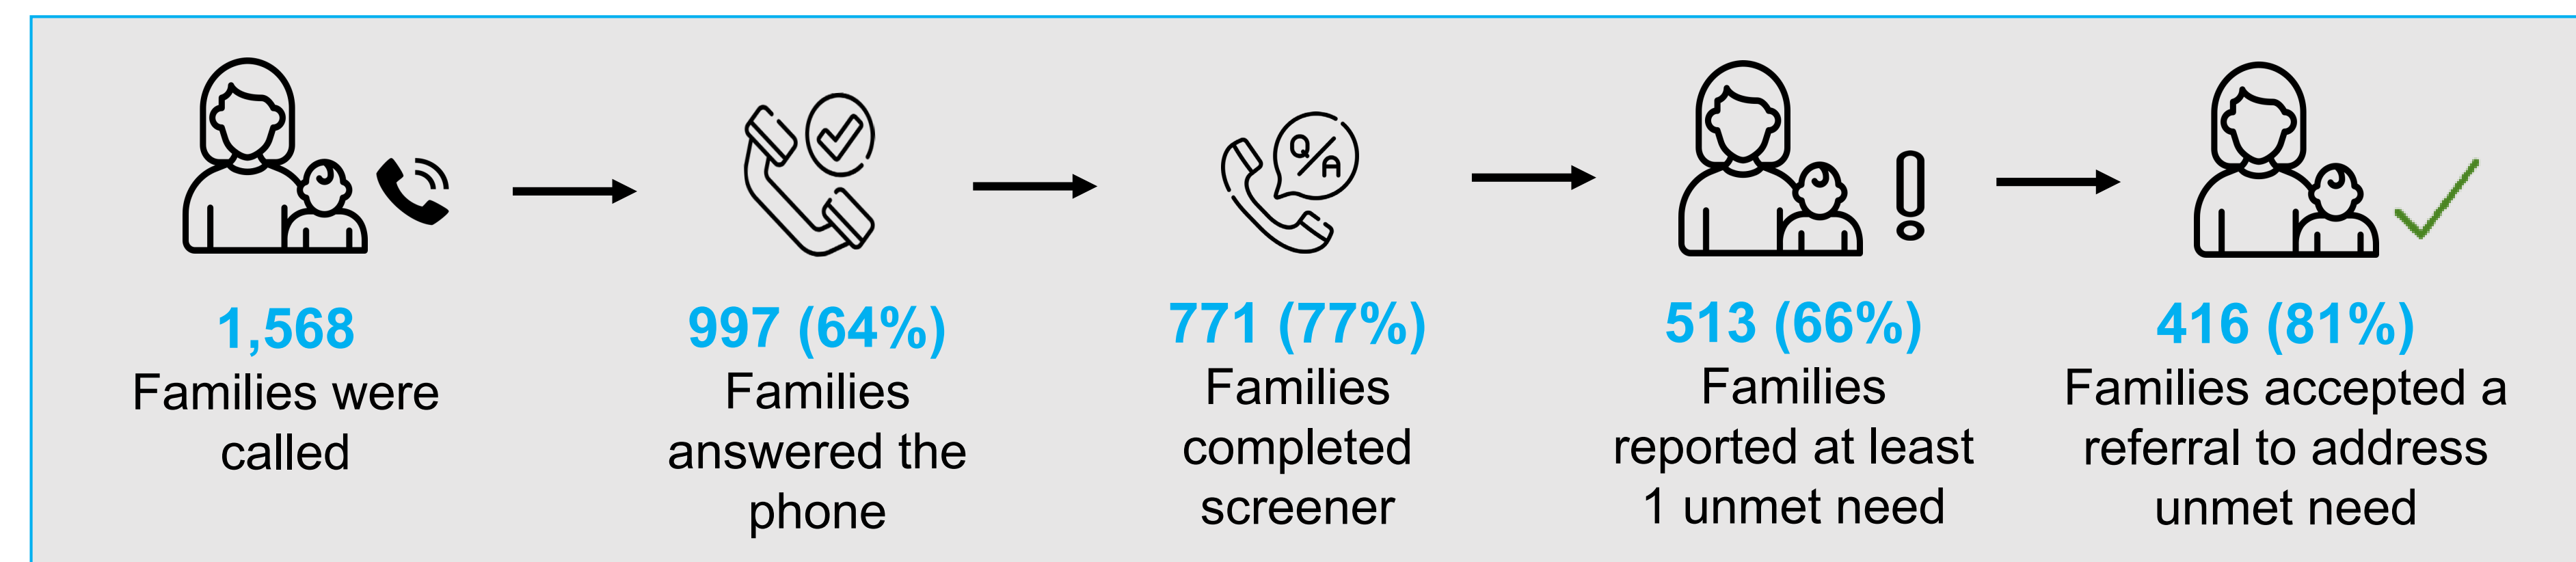 Q/A
1,568
Families were
called
997 (64%)
Families
answered the
phone
771 (77%)
Families
completed
screener
513 (66%)
Families
reported at least
1 unmet need
416 (81%)
Families accepted a
referral to address
unmet need